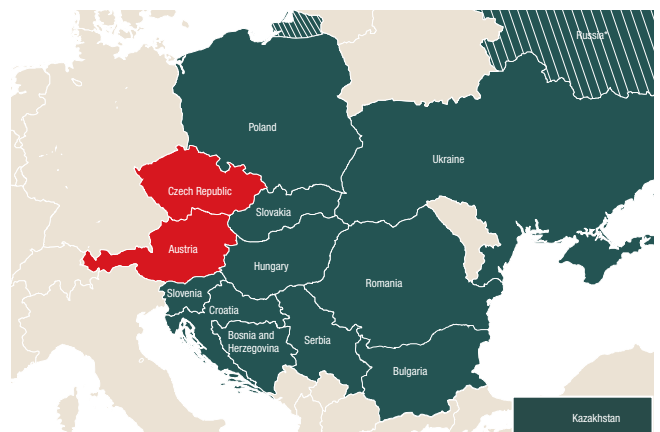 Russia*
Poland
Ukraine
Czech Republic
Slovakia
Austria
Hungary
Romania
Slovenia
Croatia
Bosnia and
Herzegovina
Serbia
Bulgaria
Kazakhstan